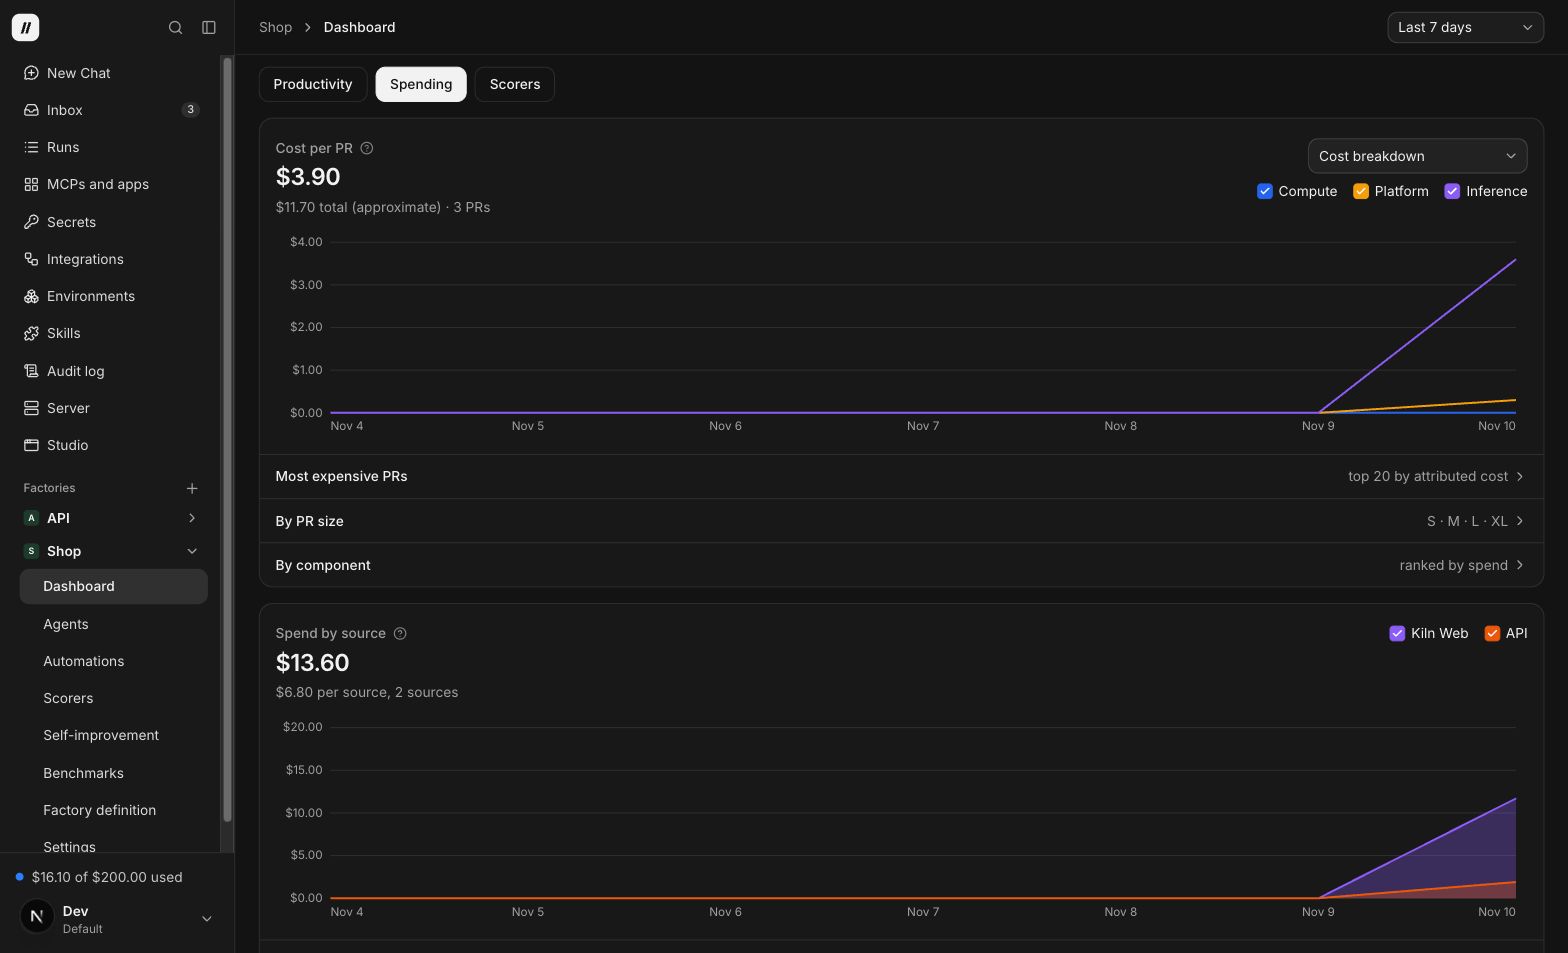 Shop > Dashboard
Last 7 days
New Chat
Inbox 3
Runs
MCPs and apps
Secrets
Integrations
Environments
Skills
Audit log
Server
Studio
Factories
A API
S Shop
Dashboard
Agents
Automations
Scorers
Self-improvement
Benchmarks
Factory definition
Settings
$16.10 of $200.00 used
N Dev
Default
Productivity Spending Scorers
Cost per PR ?
$3.90
$11.70 total (approximate) · 3 PRs
Cost breakdown
Compute Platform Inference
$4.00
$3.00
$2.00
$1.00
$0.00
Nov 4 Nov 5 Nov 6 Nov 7 Nov 8 Nov 9 Nov 10
Most expensive PRs top 20 by attributed cost
By PR size S · M · L · XL
By component ranked by spend
Spend by source ?
$13.60
$6.80 per source, 2 sources
Kiln Web API
$20.00
$15.00
$10.00
$5.00
$0.00
Nov 4 Nov 5 Nov 6 Nov 7 Nov 8 Nov 9 Nov 10